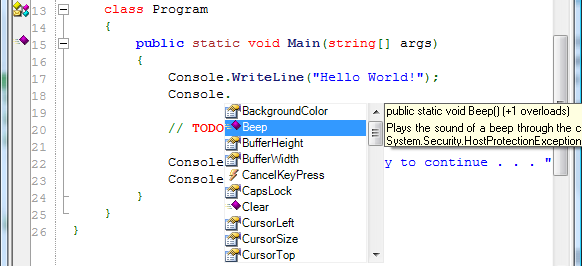 13 class Program
14 {
15 public static void Main(string[] args)
16 {
17 Console.WriteLine("Hello World!");
18 Console.
19
BackgroundColor
Beep
BufferHeight
BufferWidth
CancelKeyPress
CapsLock
Clear
CursorLeft
CursorSize
CursorTop
public static void Beep() (+1 overloads)
Plays the sound of a beep through the c
System.Security.HostProtectionException
20 // TODO
21
22 Console y to continue . . . "
23 Console
24 }
25 }
26 }